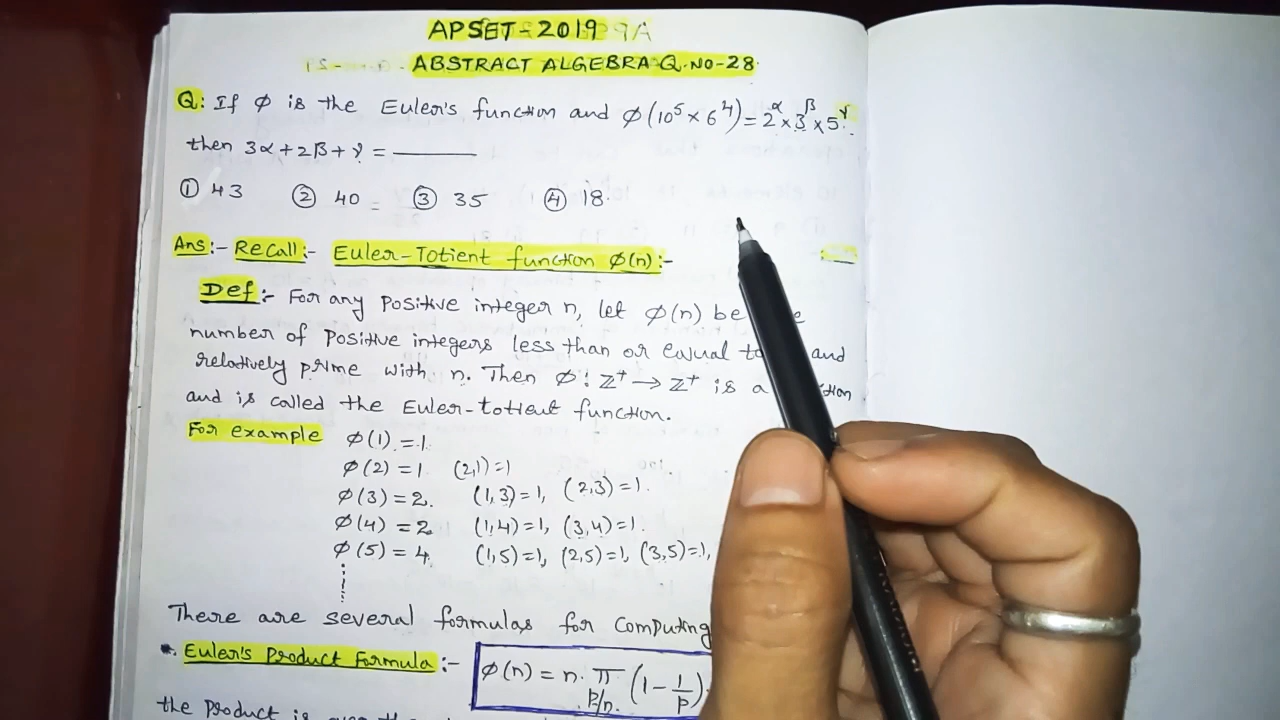 APSET-2019
ABSTRACT ALGEBRA-Q.NO-28
Q: If φ is the Euler's function and φ(10⁵ × 6⁴) = 2^α × 3^β × 5^γ.
then 3α + 2β + γ = ————
① 43 ② 40 ③ 35 ④ 18.
Ans:- Recall:- Euler-Totient function φ(n):-
Def:- For any positive integer n, let φ(n) be
number of positive integers less than or equal and
relatively prime with n. Then φ: Z⁺ → Z⁺ is a
and is called the Euler-totient function.
For example φ(1) = 1.
φ(2) = 1. (2,1)=1
φ(3) = 2. (1,3)=1, (2,3)=1.
φ(4) = 2 (1,4)=1, (3,4)=1.
φ(5) = 4 (1,5)=1, (2,5)=1, (3,5)=1,
There are several formulas for computing
Euler's Product Formula:- φ(n) = n. π p/n. (1 - 1/p).
the product is